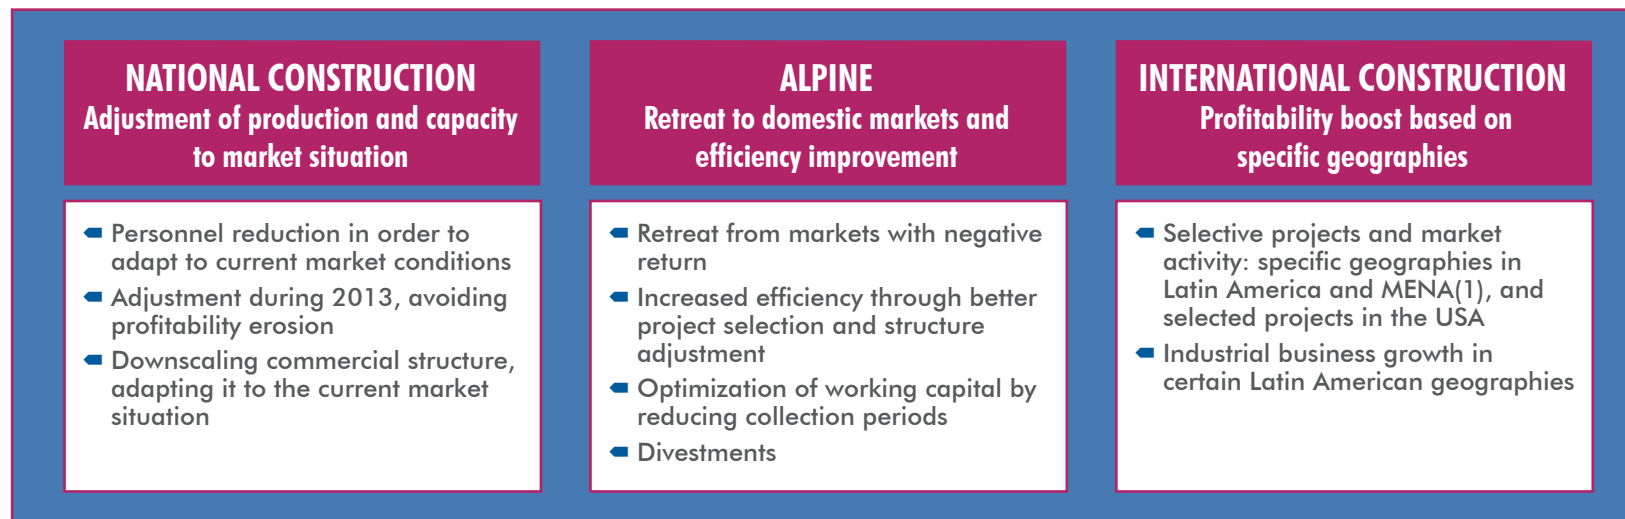 NATIONAL CONSTRUCTION
Adjustment of production and capacity
to market situation
Personnel reduction in order to
adapt to current market conditions
Adjustment during 2013, avoiding
profitability erosion
Downscaling commercial structure,
adapting it to the current market
situation
ALPINE
Retreat to domestic markets and
efficiency improvement
Retreat from markets with negative
return
Increased efficiency through better
project selection and structure
adjustment
Optimization of working capital by
reducing collection periods
Divestments
INTERNATIONAL CONSTRUCTION
Profitability boost based on
specific geographies
Selective projects and market
activity: specific geographies in
Latin America and MENA(1), and
selected projects in the USA
Industrial business growth in
certain Latin American geographies